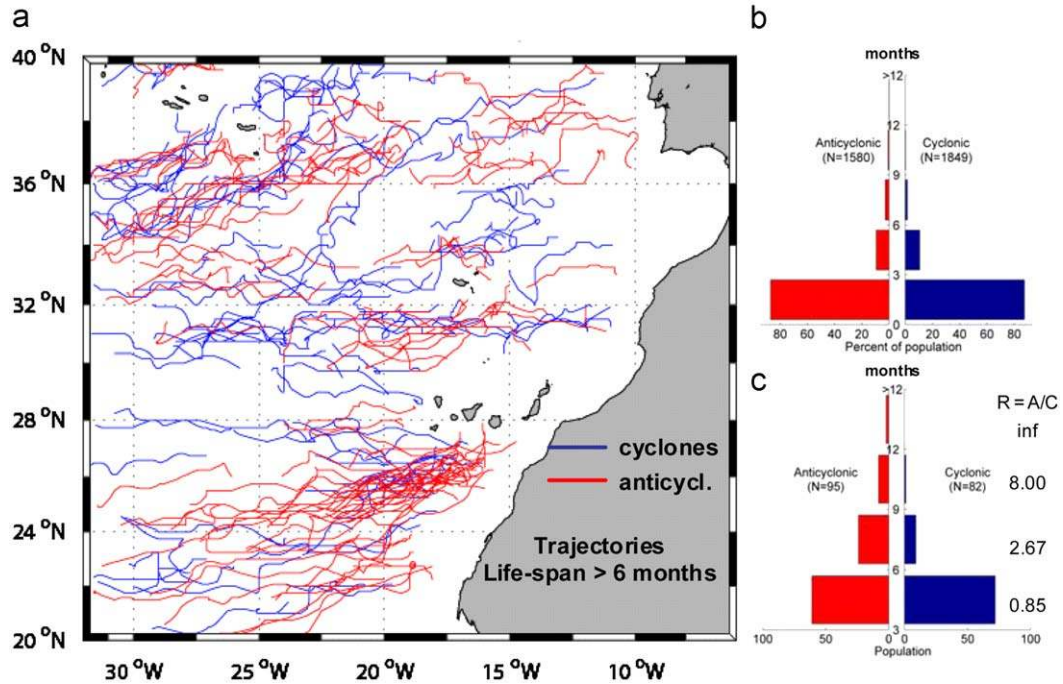 a
40 °N
36 °N
32 °N
28 °N
24 °N
20 °N
30 °W
25 °W
20 °W
15 °W
10 °W
cyclones
anticycl.
Trajectories
Life-span > 6 months
b
months
>12
12
9
6
3
0
Anticyclonic
(N=1580)
Cyclonic
(N=1849)
80 60 40 20 0
0 20 40 60 80
Percent of population
c
months
>12
12
9
6
3
Anticyclonic
(N=95)
Cyclonic
(N=82)
R = A/C
inf
8.00
2.67
0.85
100 50 0
0 50 100
Population